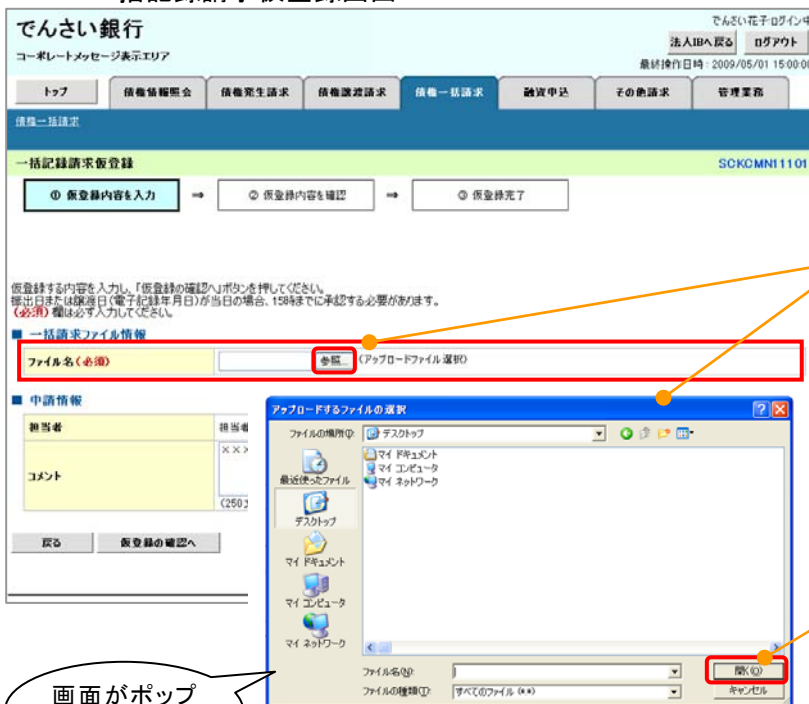 でんさい銀行
コーポレートメッセージ表示エリア
でんさい花子 ログイン中
法人IBへ戻る
ログアウト
最終操作日時：2009/05/01 15:00:00
トップ
債権情報照会
債権発生請求
債権譲渡請求
債権一括請求
融資申込
その他請求
管理業務
債権一括請求
一括記録請求仮登録
SCKCMN11101
① 仮登録内容を入力
⇒
② 仮登録内容を確認
⇒
③ 仮登録完了
仮登録する内容を入力し、「仮登録の確認へ」ボタンを押してください。
振出日または譲渡日(電子記録年月日)が当日の場合、15時までに承認する必要があります。
(必須) 欄は必ず入力してください。
■ 一括請求ファイル情報
ファイル名(必須)
参照...
(アップロードファイル選択)
■ 申請情報
担当者
担当者
コメント
×××
(250文
戻る
仮登録の確認へ
アップロードするファイルの選択
ファイルの場所(I):
デスクトップ
最近使ったファイル
デスクトップ
マイ ドキュメント
マイ コンピュータ
マイ ネットワーク
マイ ドキュメント
マイ コンピュータ
マイ ネットワーク
ファイル名(N):
開く(O)
ファイルの種類(T):
すべてのファイル (*.*)
キャンセル
画面がポップ